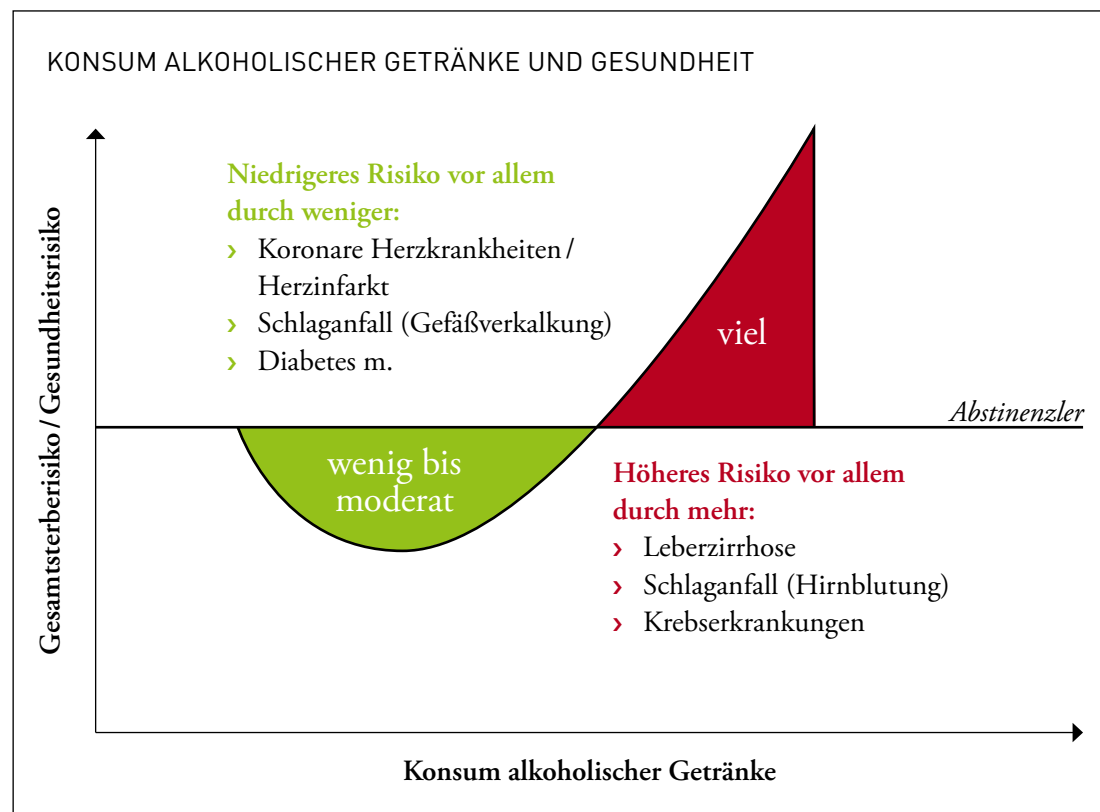 KONSUM ALKOHOLISCHER GETRÄNKE UND GESUNDHEIT
Gesamtsterberisiko / Gesundheitsrisiko
Niedrigeres Risiko vor allem
durch weniger:
› Koronare Herzkrankheiten /
Herzinfarkt
› Schlaganfall (Gefäßverkalkung)
› Diabetes m.
viel
Abstinenzler
wenig bis
moderat
Höheres Risiko vor allem
durch mehr:
› Leberzirrhose
› Schlaganfall (Hirnblutung)
› Krebserkrankungen
Konsum alkoholischer Getränke